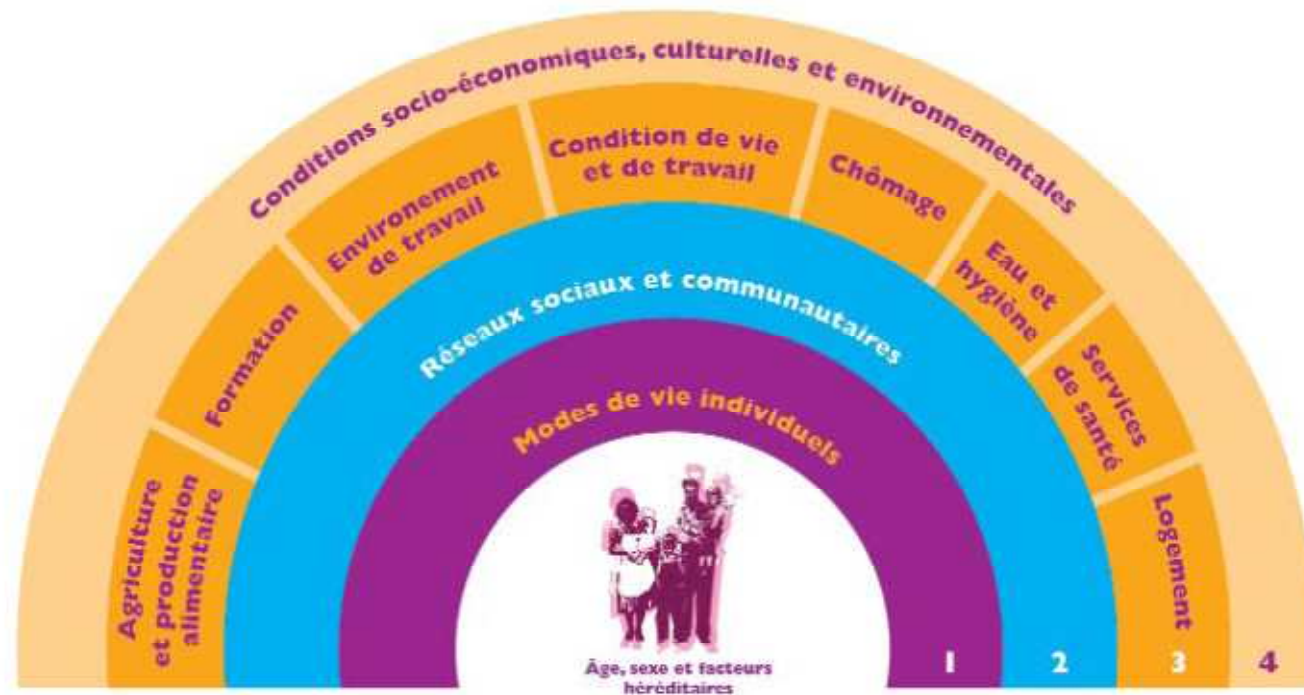 Conditions socio-économiques, culturelles et environnementales
Agriculture
et production
alimentaire
Formation
Environement
de travail
Condition de vie
et de travail
Chômage
Eau et
hygiène
Services
de santé
Logement
Réseaux sociaux et communautaires
Modes de vie individuels
Âge, sexe et facteurs
héréditaires
1
2
3
4